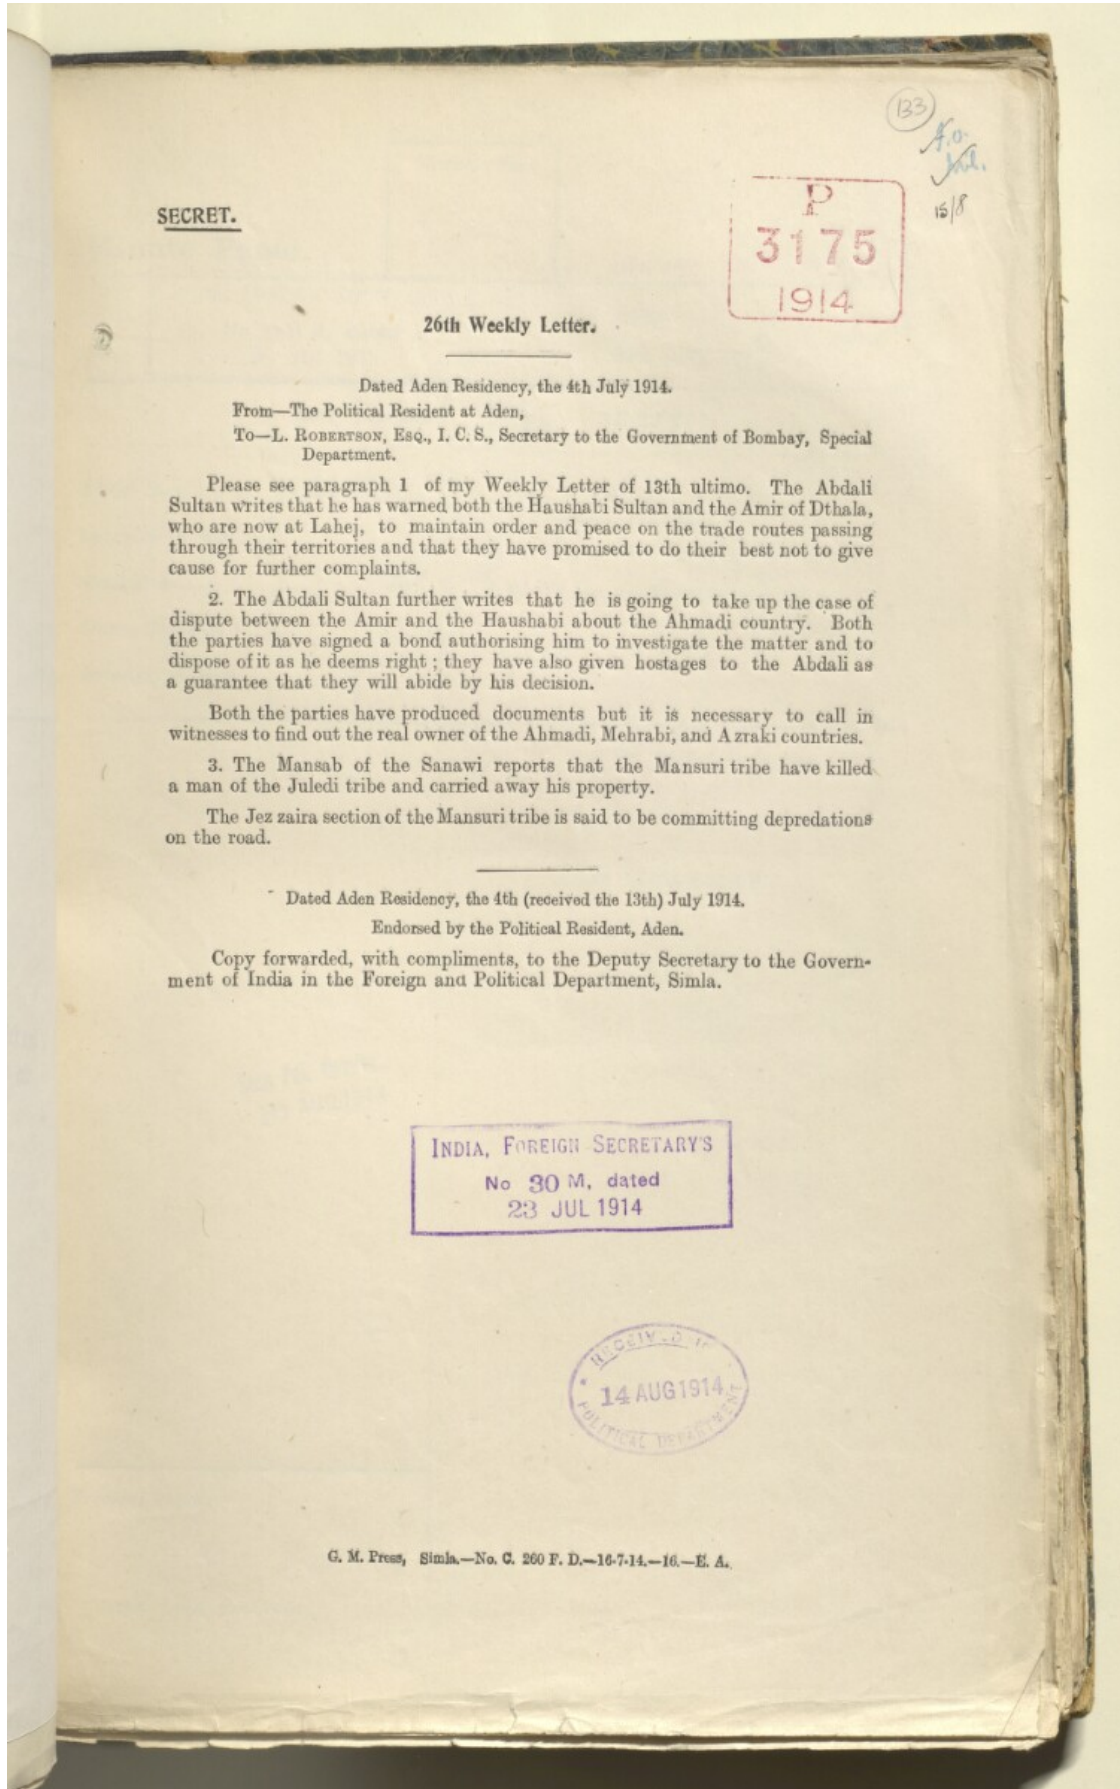 133
15/8
P
3175
1914
SECRET.
26th Weekly Letter.
Dated Aden Residency, the 4th July 1914.
From—The Political Resident at Aden,
To—L. ROBERTSON, ESQ., I. C. S., Secretary to the Government of Bombay, Special
Department.
Please see paragraph 1 of my Weekly Letter of 13th ultimo. The Abdali
Sultan writes that he has warned both the Haushabi Sultan and the Amir of Dthala,
who are now at Lahej, to maintain order and peace on the trade routes passing
through their territories and that they have promised to do their best not to give
cause for further complaints.
2. The Abdali Sultan further writes that he is going to take up the case of
dispute between the Amir and the Haushabi about the Ahmadi country. Both
the parties have signed a bond authorising him to investigate the matter and to
dispose of it as he deems right ; they have also given hostages to the Abdali as
a guarantee that they will abide by his decision.
Both the parties have produced documents but it is necessary to call in
witnesses to find out the real owner of the Ahmadi, Mehrabi, and Azraki countries.
3. The Mansab of the Sanawi reports that the Mansuri tribe have killed
a man of the Juledi tribe and carried away his property.
The Jez zaira section of the Mansuri tribe is said to be committing depredations
on the road.
Dated Aden Residency, the 4th (received the 13th) July 1914.
Endorsed by the Political Resident, Aden.
Copy forwarded, with compliments, to the Deputy Secretary to the Govern-
ment of India in the Foreign and Political Department, Simla.
INDIA, FOREIGN SECRETARY'S
No 30 M, dated
23 JUL 1914
RECEIVED IN
14 AUG 1914
POLITICAL DEPARTMENT
G. M. Press, Simla.—No. C. 260 F. D.—16-7-14.—16.—E. A.